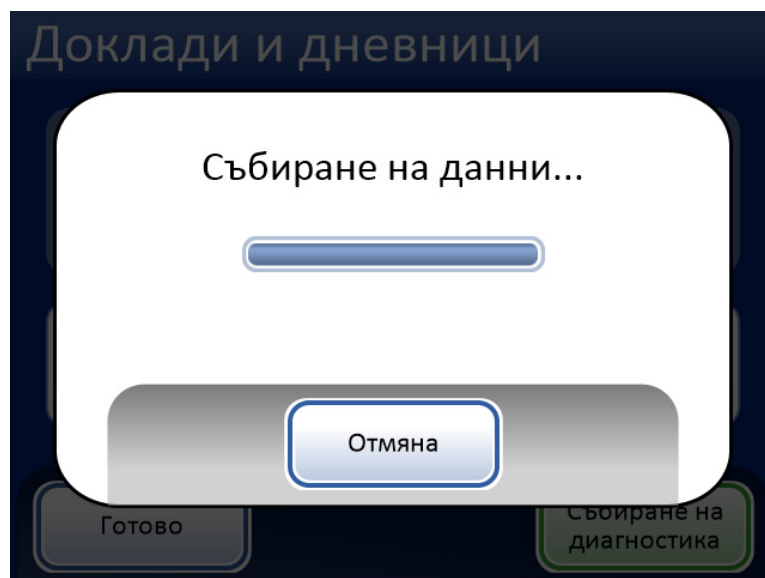 Доклади и дневници
Събиране на данни...
Отмяна
Готово
Събиране на
диагностика